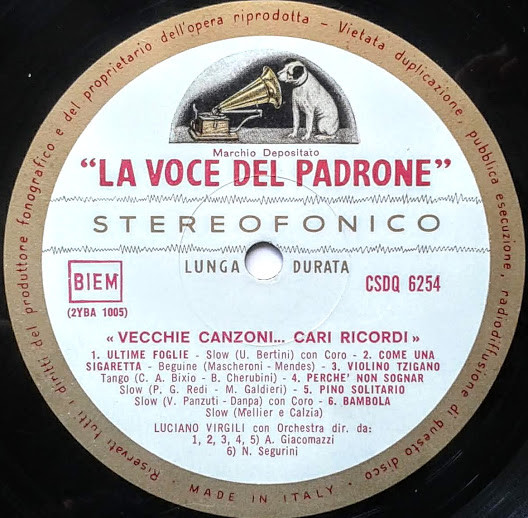 Riservati tutti i diritti del produttore fonografico e del proprietario dell'opera riprodotta - Vietata duplicazione, pubblica esecuzione, radiodiffusione di questo disco
Marchio Depositato
“LA VOCE DEL PADRONE”
STEREOFONICO
LUNGA DURATA
BIEM
CSDQ 6254
(2YBA 1005)
« VECCHIE CANZONI... CARI RICORDI »
1. ULTIME FOGLIE - Slow (U. Bertini) con Coro - 2. COME UNA
SIGARETTA - Beguine (Mascheroni - Mendes) - 3. VIOLINO TZIGANO
Tango (C. A. Bixio - B. Cherubini) - 4. PERCHE' NON SOGNAR
Slow (P. G. Redi - M. Galdieri) - 5. PINO SOLITARIO
Slow (V. Panzuti - Danpa) con Coro - 6. BAMBOLA
Slow (Mellier e Calzia)
LUCIANO VIRGILI con Orchestra dir. da:
1, 2, 3, 4, 5) A. Giacomazzi
6) N. Segurini
MADE IN ITALY